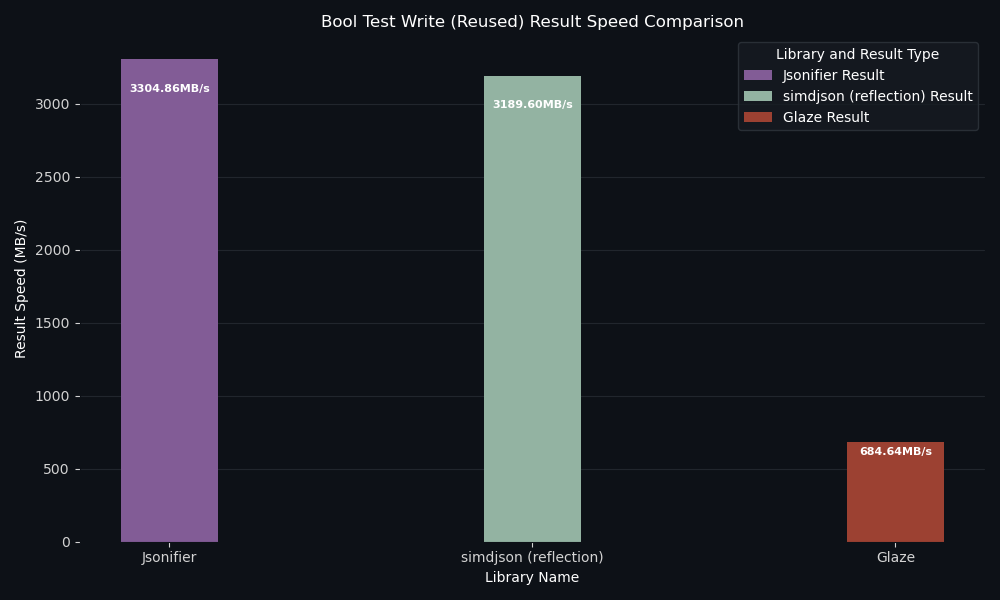 Bool Test Write (Reused) Result Speed Comparison
Library and Result Type
Jsonifier Result
simdjson (reflection) Result
Glaze Result
3304.86MB/s
3189.60MB/s
684.64MB/s
Result Speed (MB/s)
3000
2500
2000
1500
1000
500
0
Jsonifier
simdjson (reflection)
Glaze
Library Name